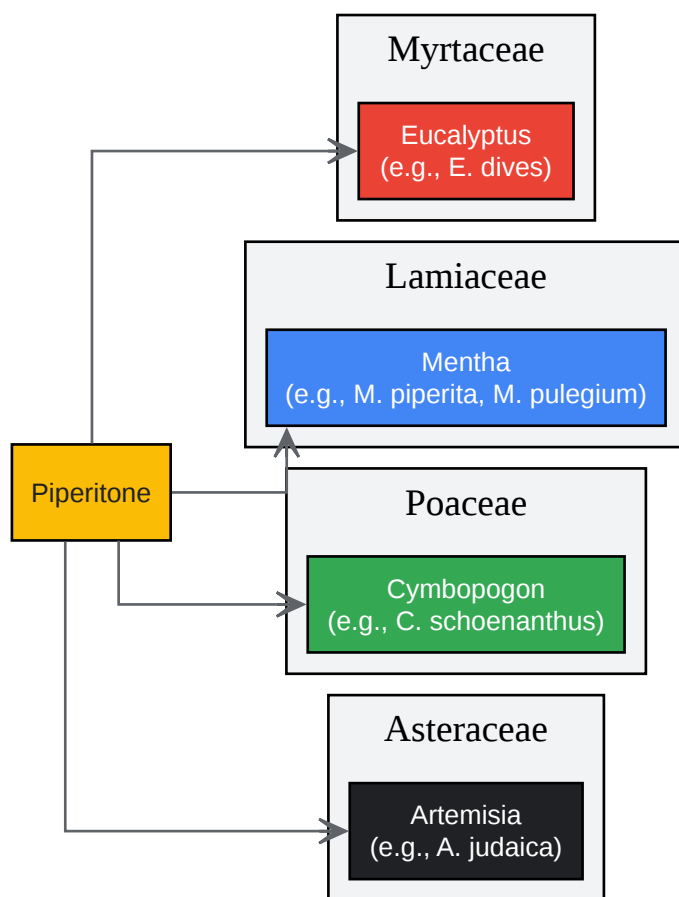 Myrtaceae
Eucalyptus
(e.g., E. dives)
Lamiaceae
Mentha
(e.g., M. piperita, M. pulegium)
Piperitone
Poaceae
Cymbopogon
(e.g., C. schoenanthus)
Asteraceae
Artemisia
(e.g., A. judaica)